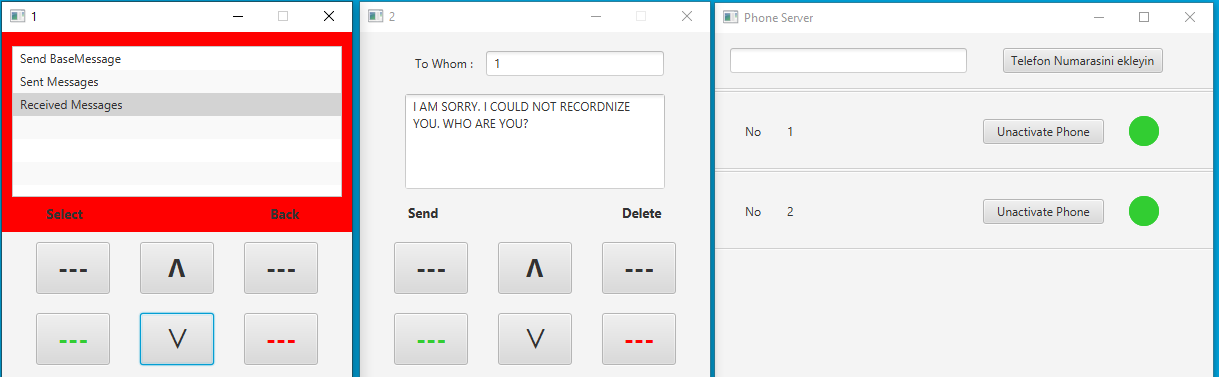 1
Send BaseMessage
Sent Messages
Received Messages
Select Back
--- Λ ---
--- V ---
2
To Whom : 1
I AM SORRY. I COULD NOT RECORDNIZE
YOU. WHO ARE YOU?
Send Delete
--- Λ ---
--- V ---
Phone Server
Telefon Numarasini ekleyin
No 1 Unactivate Phone
No 2 Unactivate Phone